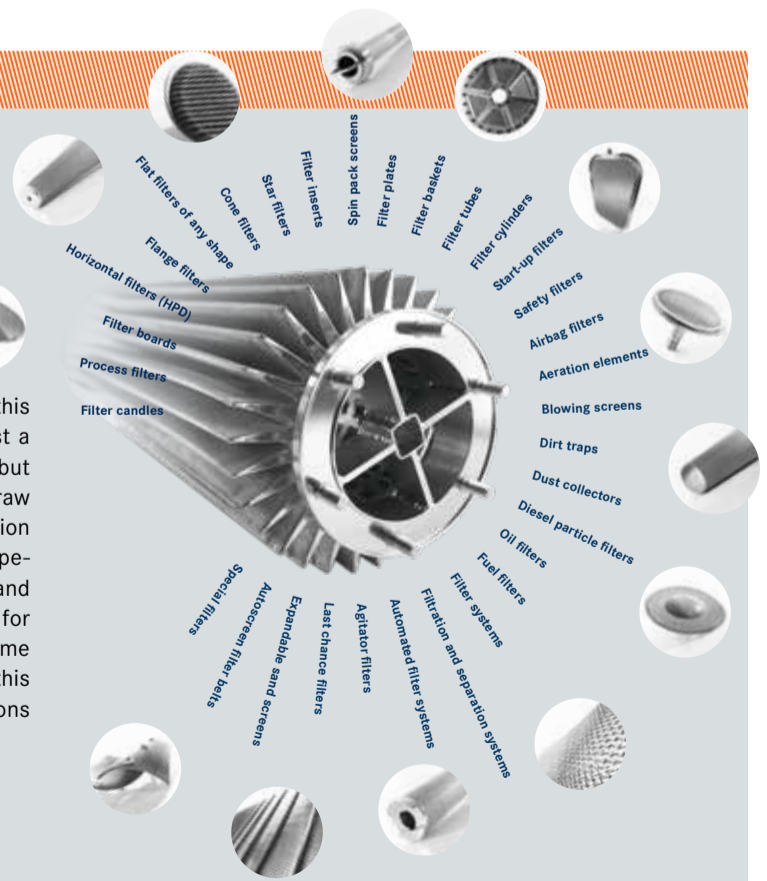 Filter candles
Process filters
Filter boards
Horizontal filters (HPD)
Flange filters
Flat filters of any shape
Cone filters
Star filters
Filter inserts
Spin pack screens
Filter plates
Filter baskets
Filter tubes
Filter cylinders
Start-up filters
Safety filters
Airbag filters
Aeration elements
Blowing screens
Dirt traps
Dust collectors
Diesel particle filters
Oil filters
Fuel filters
Filter systems
Filtration and separation systems
Automated filter systems
Agitator filters
Last chance filters
Expandable sand screens
Autoscreen filter belts
Special filters
this
st a
but
raw
ion
pe-
and
for
me
this
ons